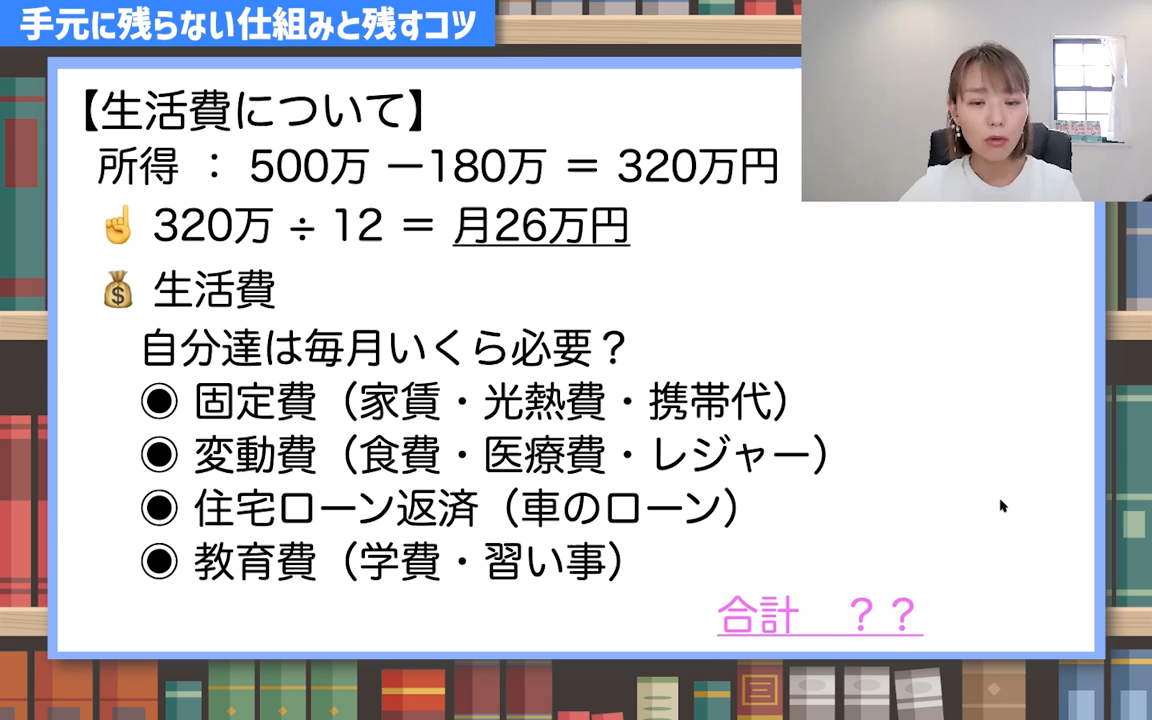 手元に残らない仕組みと残すコツ
【生活費について】
所得 : 500万 ー180万 = 320万円
☝ 320万 ÷ 12 = 月26万円
💰 生活費
自分達は毎月いくら必要?
◉ 固定費(家賃・光熱費・携帯代)
◉ 変動費(食費・医療費・レジャー)
◉ 住宅ローン返済(車のローン)
◉ 教育費(学費・習い事)
合計 ??